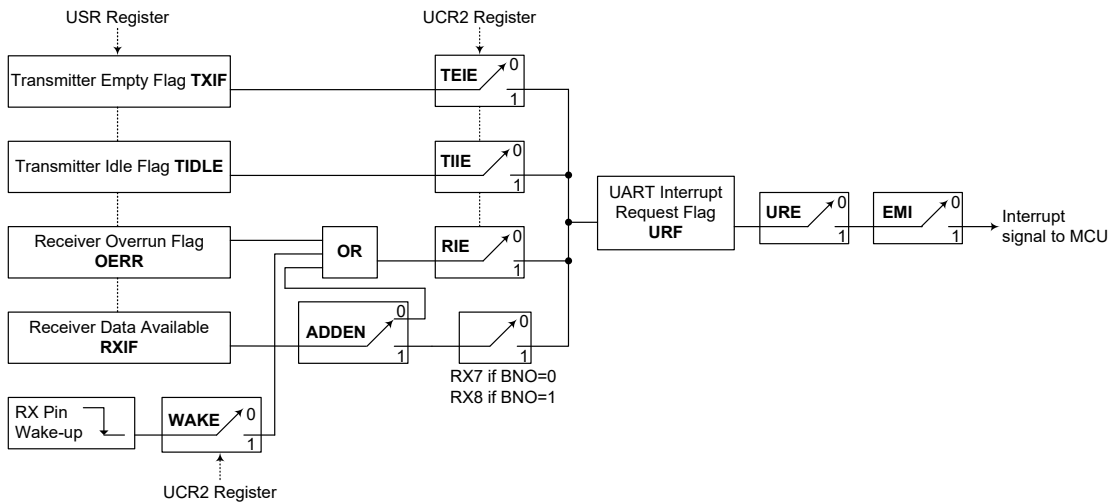 USR Register
UCR2 Register
Transmitter Empty Flag TXIF
TEIE
0
1
Transmitter Idle Flag TIDLE
TIIE
0
1
UART Interrupt
Request Flag
URF
URE
0
1
EMI
0
1
Interrupt
signal to MCU
Receiver Overrun Flag
OERR
OR
RIE
0
1
Receiver Data Available
RXIF
ADDEN
0
1
0
1
RX7 if BNO=0
RX8 if BNO=1
RX Pin
Wake-up
WAKE
0
1
UCR2 Register